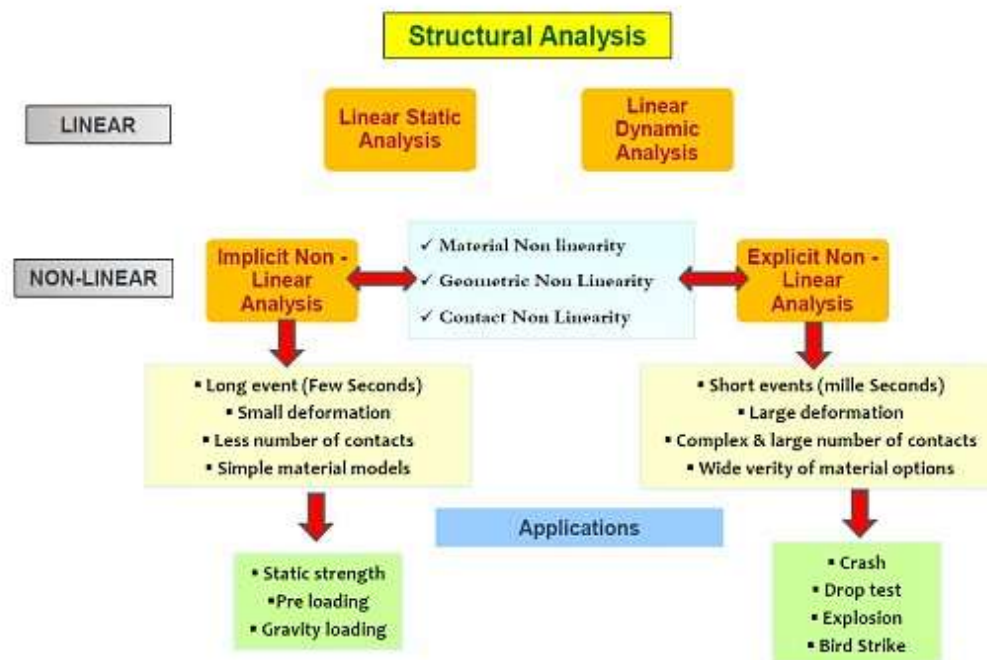 Structural Analysis
LINEAR
Linear Static
Analysis
Linear
Dynamic
Analysis
NON-LINEAR
Implicit Non -
Linear
Analysis
✓ Material Non linearity
✓ Geometric Non Linearity
✓ Contact Non Linearity
Explicit Non -
Linear
Analysis
▪ Long event (Few Seconds)
▪ Small deformation
▪ Less number of contacts
▪ Simple material models
▪ Short events (mille Seconds)
▪ Large deformation
▪ Complex & large number of contacts
▪ Wide verity of material options
Applications
▪ Static strength
▪Pre loading
▪ Gravity loading
▪ Crash
▪ Drop test
▪ Explosion
▪ Bird Strike